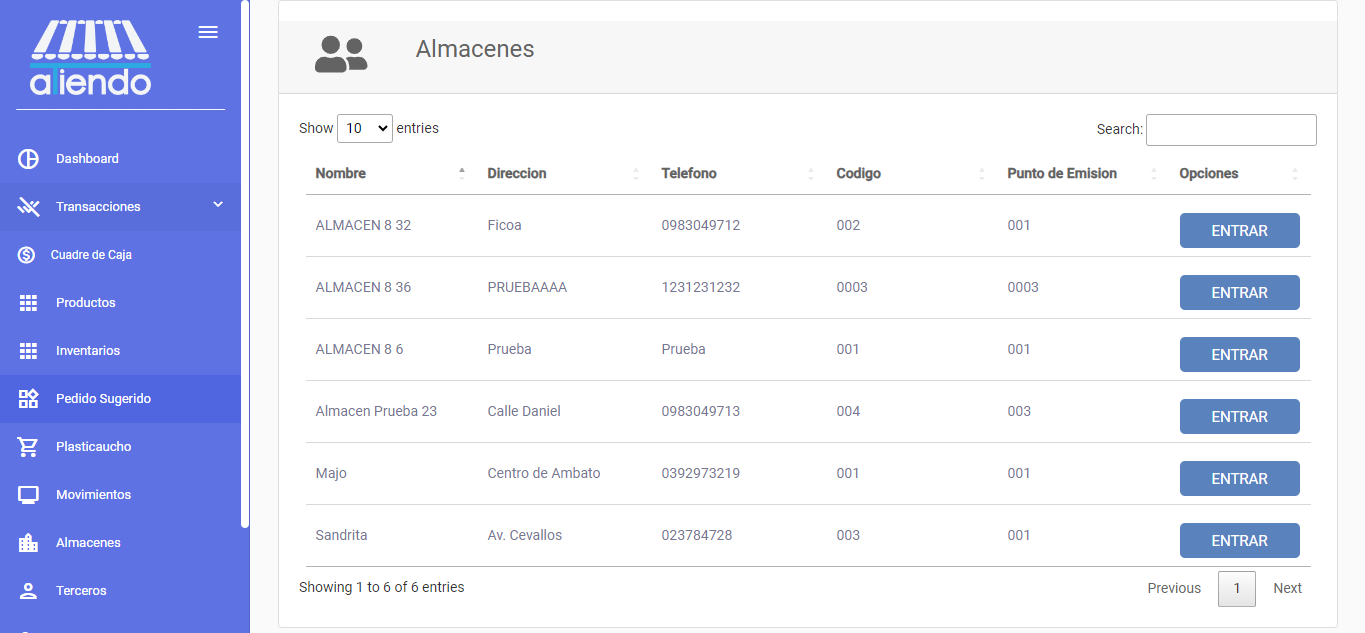 aTiendo
Dashboard
Transacciones
Cuadre de Caja
Productos
Inventarios
Pedido Sugerido
Plasticaucho
Movimientos
Almacenes
Terceros
Almacenes
Show 10 entries
Search:
Nombre Direccion Telefono Codigo Punto de Emision Opciones
ALMACEN 8 32 Ficoa 0983049712 002 001 ENTRAR
ALMACEN 8 36 PRUEBAAAA 1231231232 0003 0003 ENTRAR
ALMACEN 8 6 Prueba Prueba 001 001 ENTRAR
Almacen Prueba 23 Calle Daniel 0983049713 004 003 ENTRAR
Majo Centro de Ambato 0392973219 001 001 ENTRAR
Sandrita Av. Cevallos 023784728 003 001 ENTRAR
Showing 1 to 6 of 6 entries
Previous 1 Next